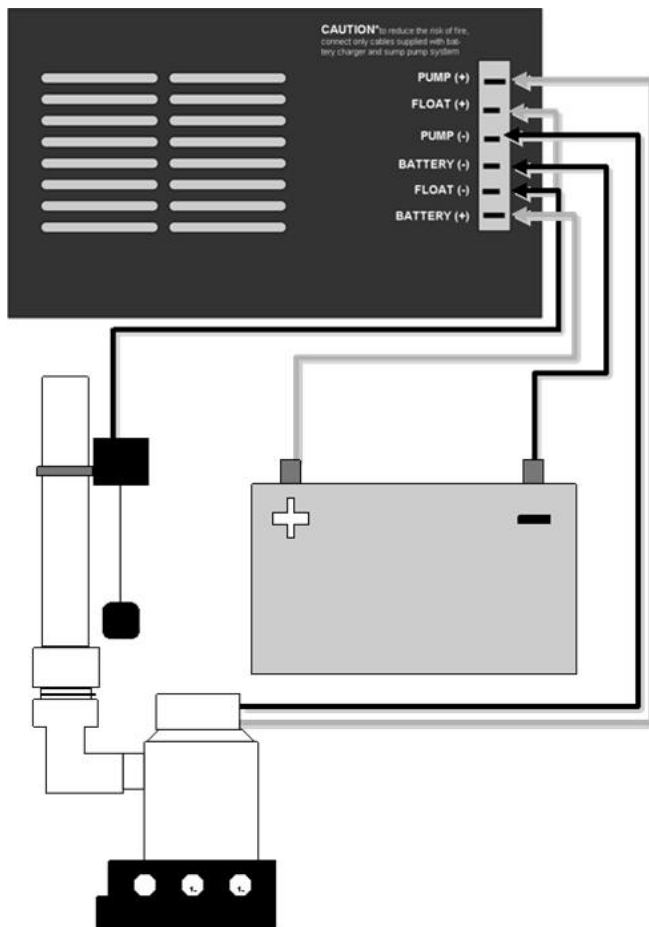 CAUTION* to reduce the risk of fire,
connect only cables supplied with bat-
tery charger and sump pump system
PUMP (+)
FLOAT (+)
PUMP (-)
BATTERY (-)
FLOAT (-)
BATTERY (+)